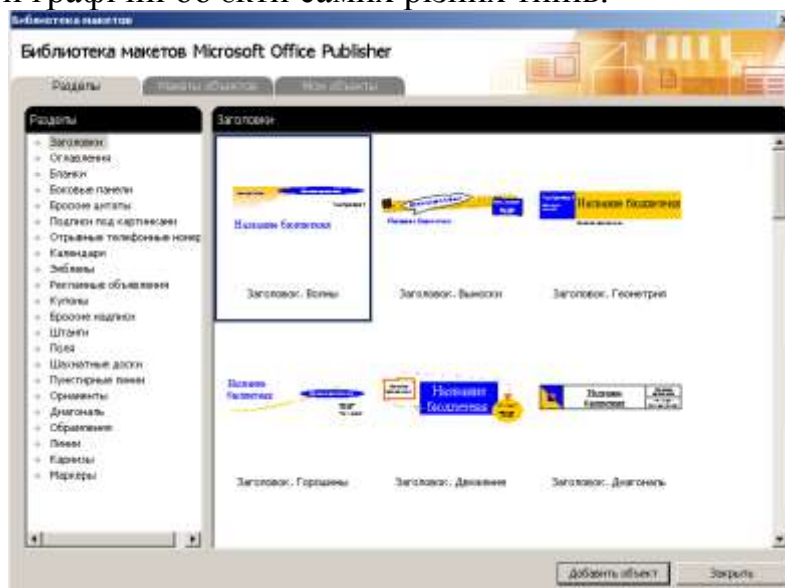 графічні об'єкти самих різних типів.
Библиотека макетов
Библиотека макетов Microsoft Office Publisher
Разделы
Макеты объектов
Мои объекты
Разделы
Заголовки
Оглавления
Бланки
Боковые панели
Броские цитаты
Подписи под картинками
Отрывные телефонные номер
Календари
Эмблемы
Рекламные объявления
Купоны
Броские надписи
Штанги
Поля
Шахматные доски
Пунктирные линии
Орнаменты
Диагональ
Обрамления
Линии
Карнизы
Маркеры
Заголовки
Название бюллетеня
Заголовок. Волны
Заголовок. Выноски
Название бюллетеня
Заголовок. Геометрия
Название
бюллетеня
Заголовок. Горошины
Название
бюллетеня
Заголовок. Движение
Название
бюллетеня
Заголовок. Диагональ
Добавить объект
Закрыть